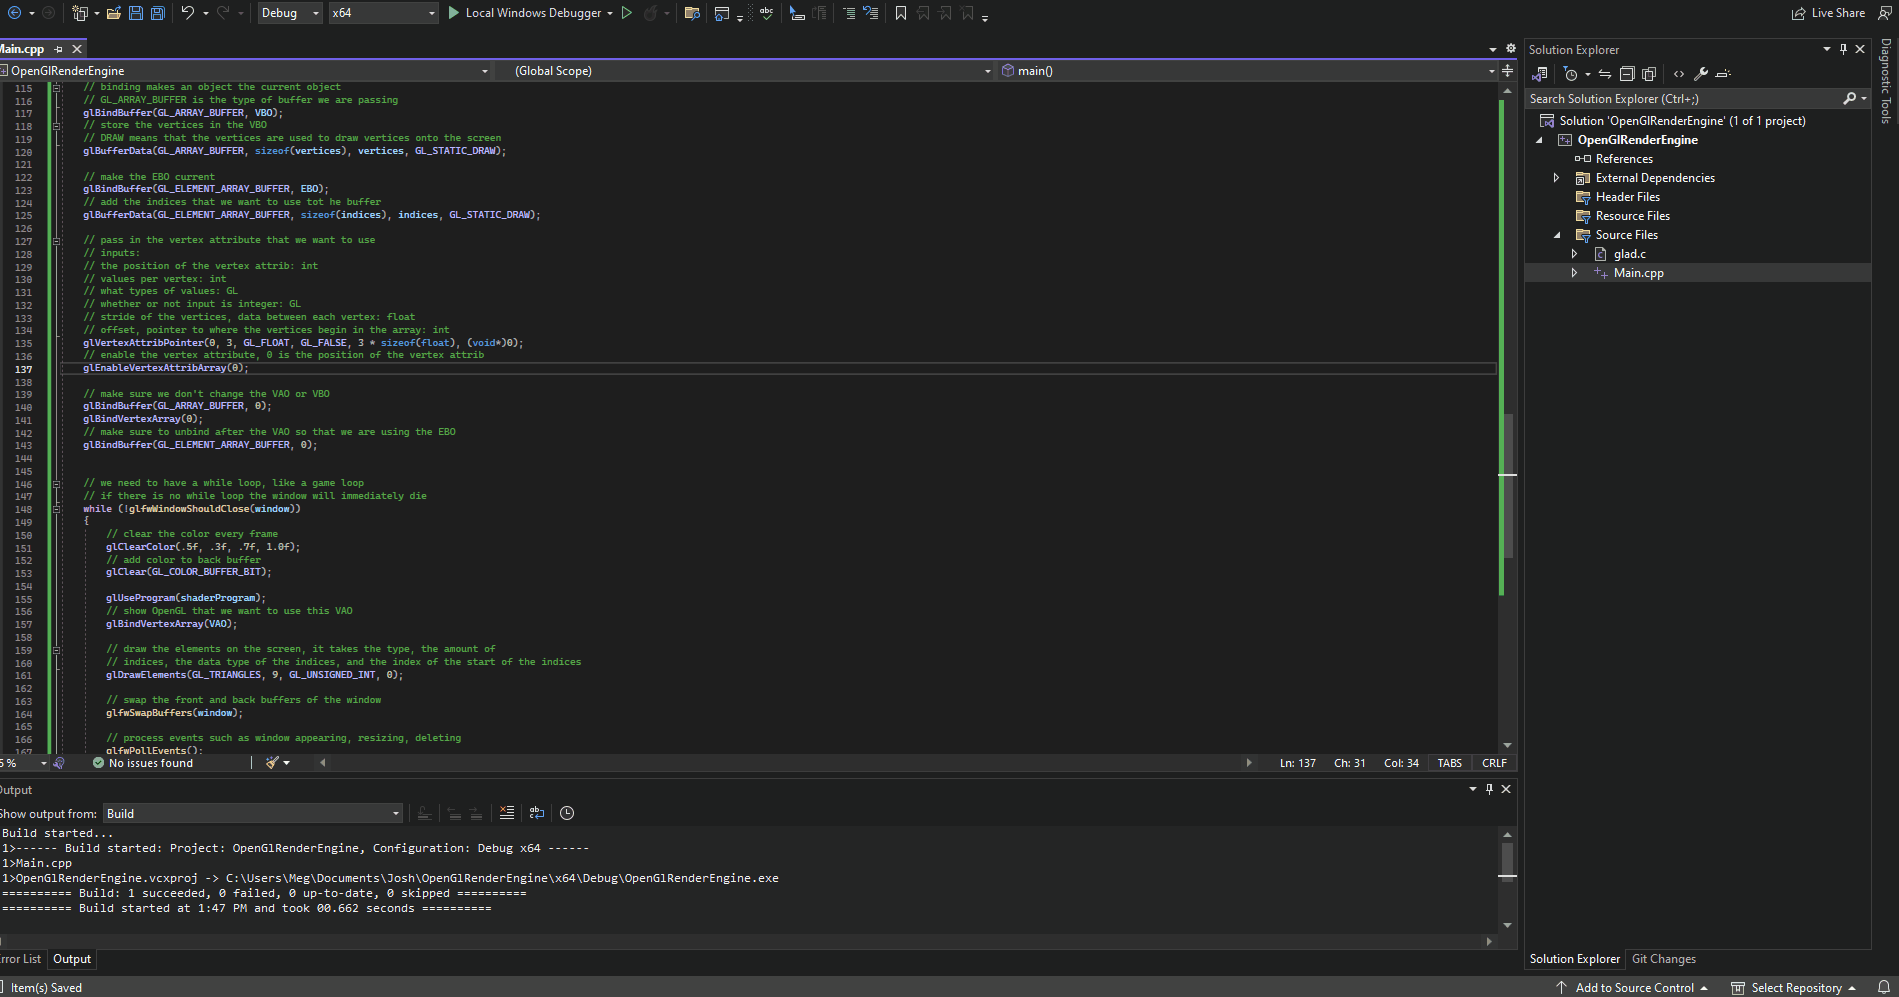 Debug
x64
Local Windows Debugger
Live Share
Main.cpp
OpenGlRenderEngine
(Global Scope)
main()
115 // binding makes an object the current object
116 // GL_ARRAY_BUFFER is the type of buffer we are passing
117 glBindBuffer(GL_ARRAY_BUFFER, VBO);
118 // store the vertices in the VBO
119 // DRAW means that the vertices are used to draw vertices onto the screen
120 glBufferData(GL_ARRAY_BUFFER, sizeof(vertices), vertices, GL_STATIC_DRAW);
121
122 // make the EBO current
123 glBindBuffer(GL_ELEMENT_ARRAY_BUFFER, EBO);
124 // add the indices that we want to use tot he buffer
125 glBufferData(GL_ELEMENT_ARRAY_BUFFER, sizeof(indices), indices, GL_STATIC_DRAW);
126
127 // pass in the vertex attribute that we want to use
128 // inputs:
129 // the position of the vertex attrib: int
130 // values per vertex: int
131 // what types of values: GL
132 // whether or not input is integer: GL
133 // stride of the vertices, data between each vertex: float
134 // offset, pointer to where the vertices begin in the array: int
135 glVertexAttribPointer(0, 3, GL_FLOAT, GL_FALSE, 3 * sizeof(float), (void*)0);
136 // enable the vertex attribute, 0 is the position of the vertex attrib
137 glEnableVertexAttribArray(0);
138
139 // make sure we don't change the VAO or VBO
140 glBindBuffer(GL_ARRAY_BUFFER, 0);
141 glBindVertexArray(0);
142 // make sure to unbind after the VAO so that we are using the EBO
143 glBindBuffer(GL_ELEMENT_ARRAY_BUFFER, 0);
144
145
146 // we need to have a while loop, like a game loop
147 // if there is no while loop the window will immediately die
148 while (!glfwWindowShouldClose(window))
149 {
150 // clear the color every frame
151 glClearColor(.5f, .3f, .7f, 1.0f);
152 // add color to back buffer
153 glClear(GL_COLOR_BUFFER_BIT);
154
155 glUseProgram(shaderProgram);
156 // show OpenGL that we want to use this VAO
157 glBindVertexArray(VAO);
158
159 // draw the elements on the screen, it takes the type, the amount of
160 // indices, the data type of the indices, and the index of the start of the indices
161 glDrawElements(GL_TRIANGLES, 9, GL_UNSIGNED_INT, 0);
162
163 // swap the front and back buffers of the window
164 glfwSwapBuffers(window);
165
166 // process events such as window appearing, resizing, deleting
167 glfwPollEvents();
5 %
No issues found
Ln: 137 Ch: 31 Col: 34 TABS CRLF
Output
Show output from: Build
Build started...
1>------ Build started: Project: OpenGlRenderEngine, Configuration: Debug x64 ------
1>Main.cpp
1>OpenGlRenderEngine.vcxproj -> C:\Users\Meg\Documents\Josh\OpenGlRenderEngine\x64\Debug\OpenGlRenderEngine.exe
========== Build: 1 succeeded, 0 failed, 0 up-to-date, 0 skipped ==========
========== Build started at 1:47 PM and took 00.662 seconds ==========
Error List
Output
Item(s) Saved
Solution Explorer
Search Solution Explorer (Ctrl+;)
Solution 'OpenGlRenderEngine' (1 of 1 project)
OpenGlRenderEngine
References
External Dependencies
Header Files
Resource Files
Source Files
glad.c
Main.cpp
Solution Explorer
Git Changes
Add to Source Control
Select Repository
Diagnostic Tools